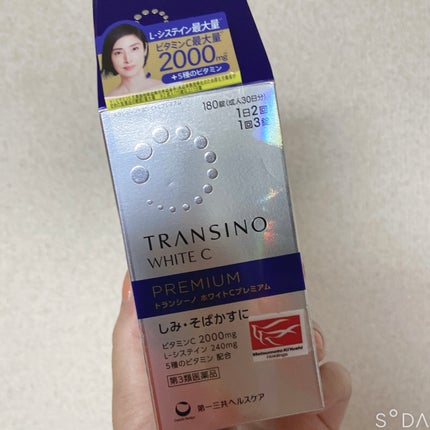 L-システイン最大量
ビタミンC最大量
2000mg
+5種のビタミン
180錠(成人30日分)
1日2回
1回3錠
TRANSINO
WHITE C
PREMIUM
トランシーノ ホワイトCプレミアム
しみ・そばかすに
ビタミンC 2000mg
L-システイン 240mg
5種のビタミン 配合
第3類医薬品
MatsumotoKiYoshi
Holdings
第一三共ヘルスケア
SODA